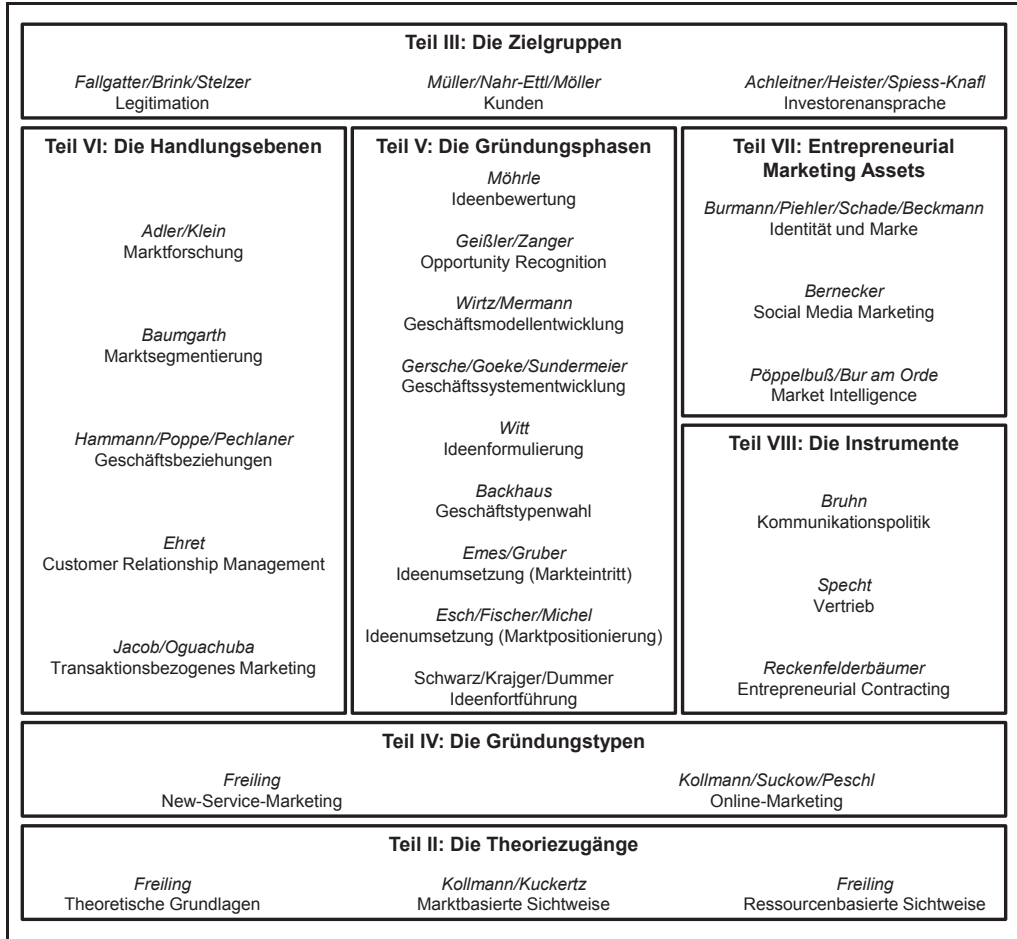 Teil III: Die Zielgruppen
Fallgatter/Brink/Stelzer
Legitimation
Müller/Nahr-Ettl/Möller
Kunden
Achleitner/Heister/Spiess-Knafl
Investorenansprache
Teil VI: Die Handlungsebenen
Adler/Klein
Marktforschung
Baumgarth
Marktsegmentierung
Hammann/Poppe/Pechlaner
Geschäftsbeziehungen
Ehret
Customer Relationship Management
Jacob/Oguachuba
Transaktionsbezogenes Marketing
Teil V: Die Gründungsphasen
Möhrle
Ideenbewertung
Geißler/Zanger
Opportunity Recognition
Wirtz/Mermann
Geschäftsmodellentwicklung
Gersche/Goeke/Sundermeier
Geschäftssystementwicklung
Witt
Ideenformulierung
Backhaus
Geschäftstypenwahl
Emes/Gruber
Ideenumsetzung (Markteintritt)
Esch/Fischer/Michel
Ideenumsetzung (Marktpositionierung)
Schwarz/Krajger/Dummer
Ideenfortführung
Teil VII: Entrepreneurial
Marketing Assets
Burmann/Piehler/Schade/Beckmann
Identität und Marke
Bernecker
Social Media Marketing
Pöppelbuß/Bur am Orde
Market Intelligence
Teil VIII: Die Instrumente
Bruhn
Kommunikationspolitik
Specht
Vertrieb
Reckenfelderbäumer
Entrepreneurial Contracting
Teil IV: Die Gründungstypen
Freiling
New-Service-Marketing
Kollmann/Suckow/Peschl
Online-Marketing
Teil II: Die Theoriezugänge
Freiling
Theoretische Grundlagen
Kollmann/Kuckertz
Marktbasierte Sichtweise
Freiling
Ressourcenbasierte Sichtweise